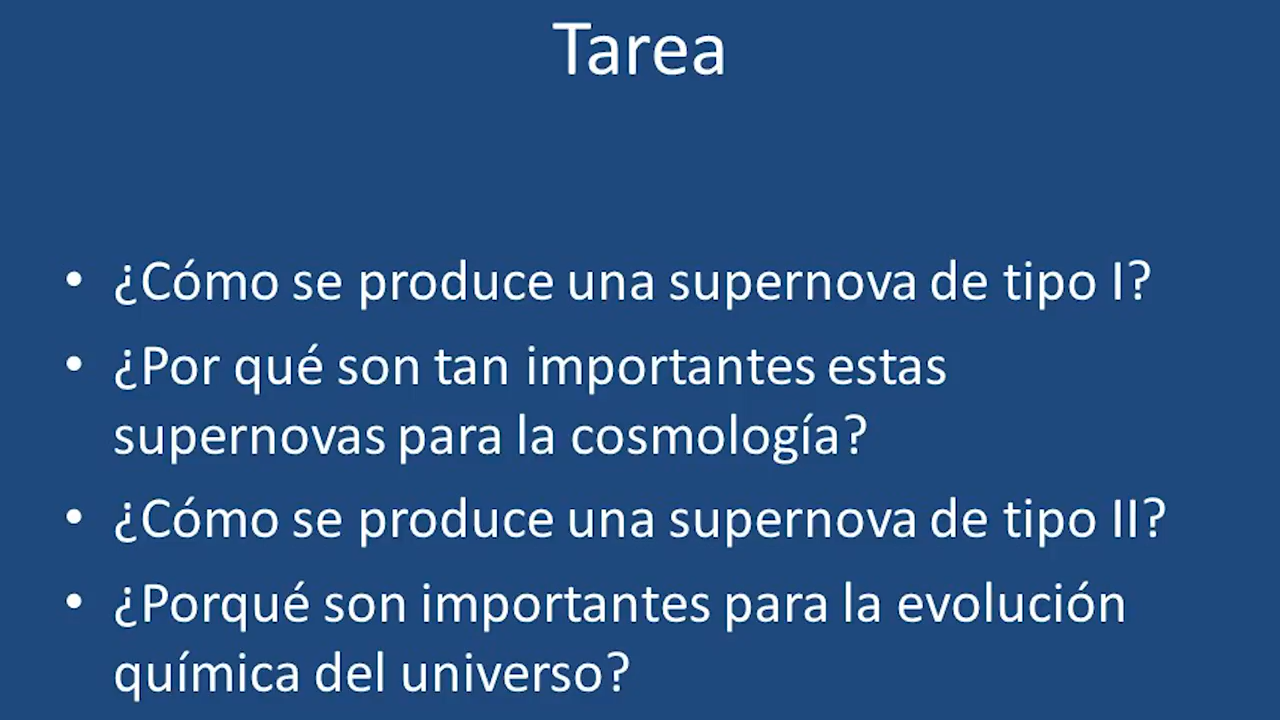 Tarea
• ¿Cómo se produce una supernova de tipo I?
• ¿Por qué son tan importantes estas
supernovas para la cosmología?
• ¿Cómo se produce una supernova de tipo II?
• ¿Porqué son importantes para la evolución
química del universo?